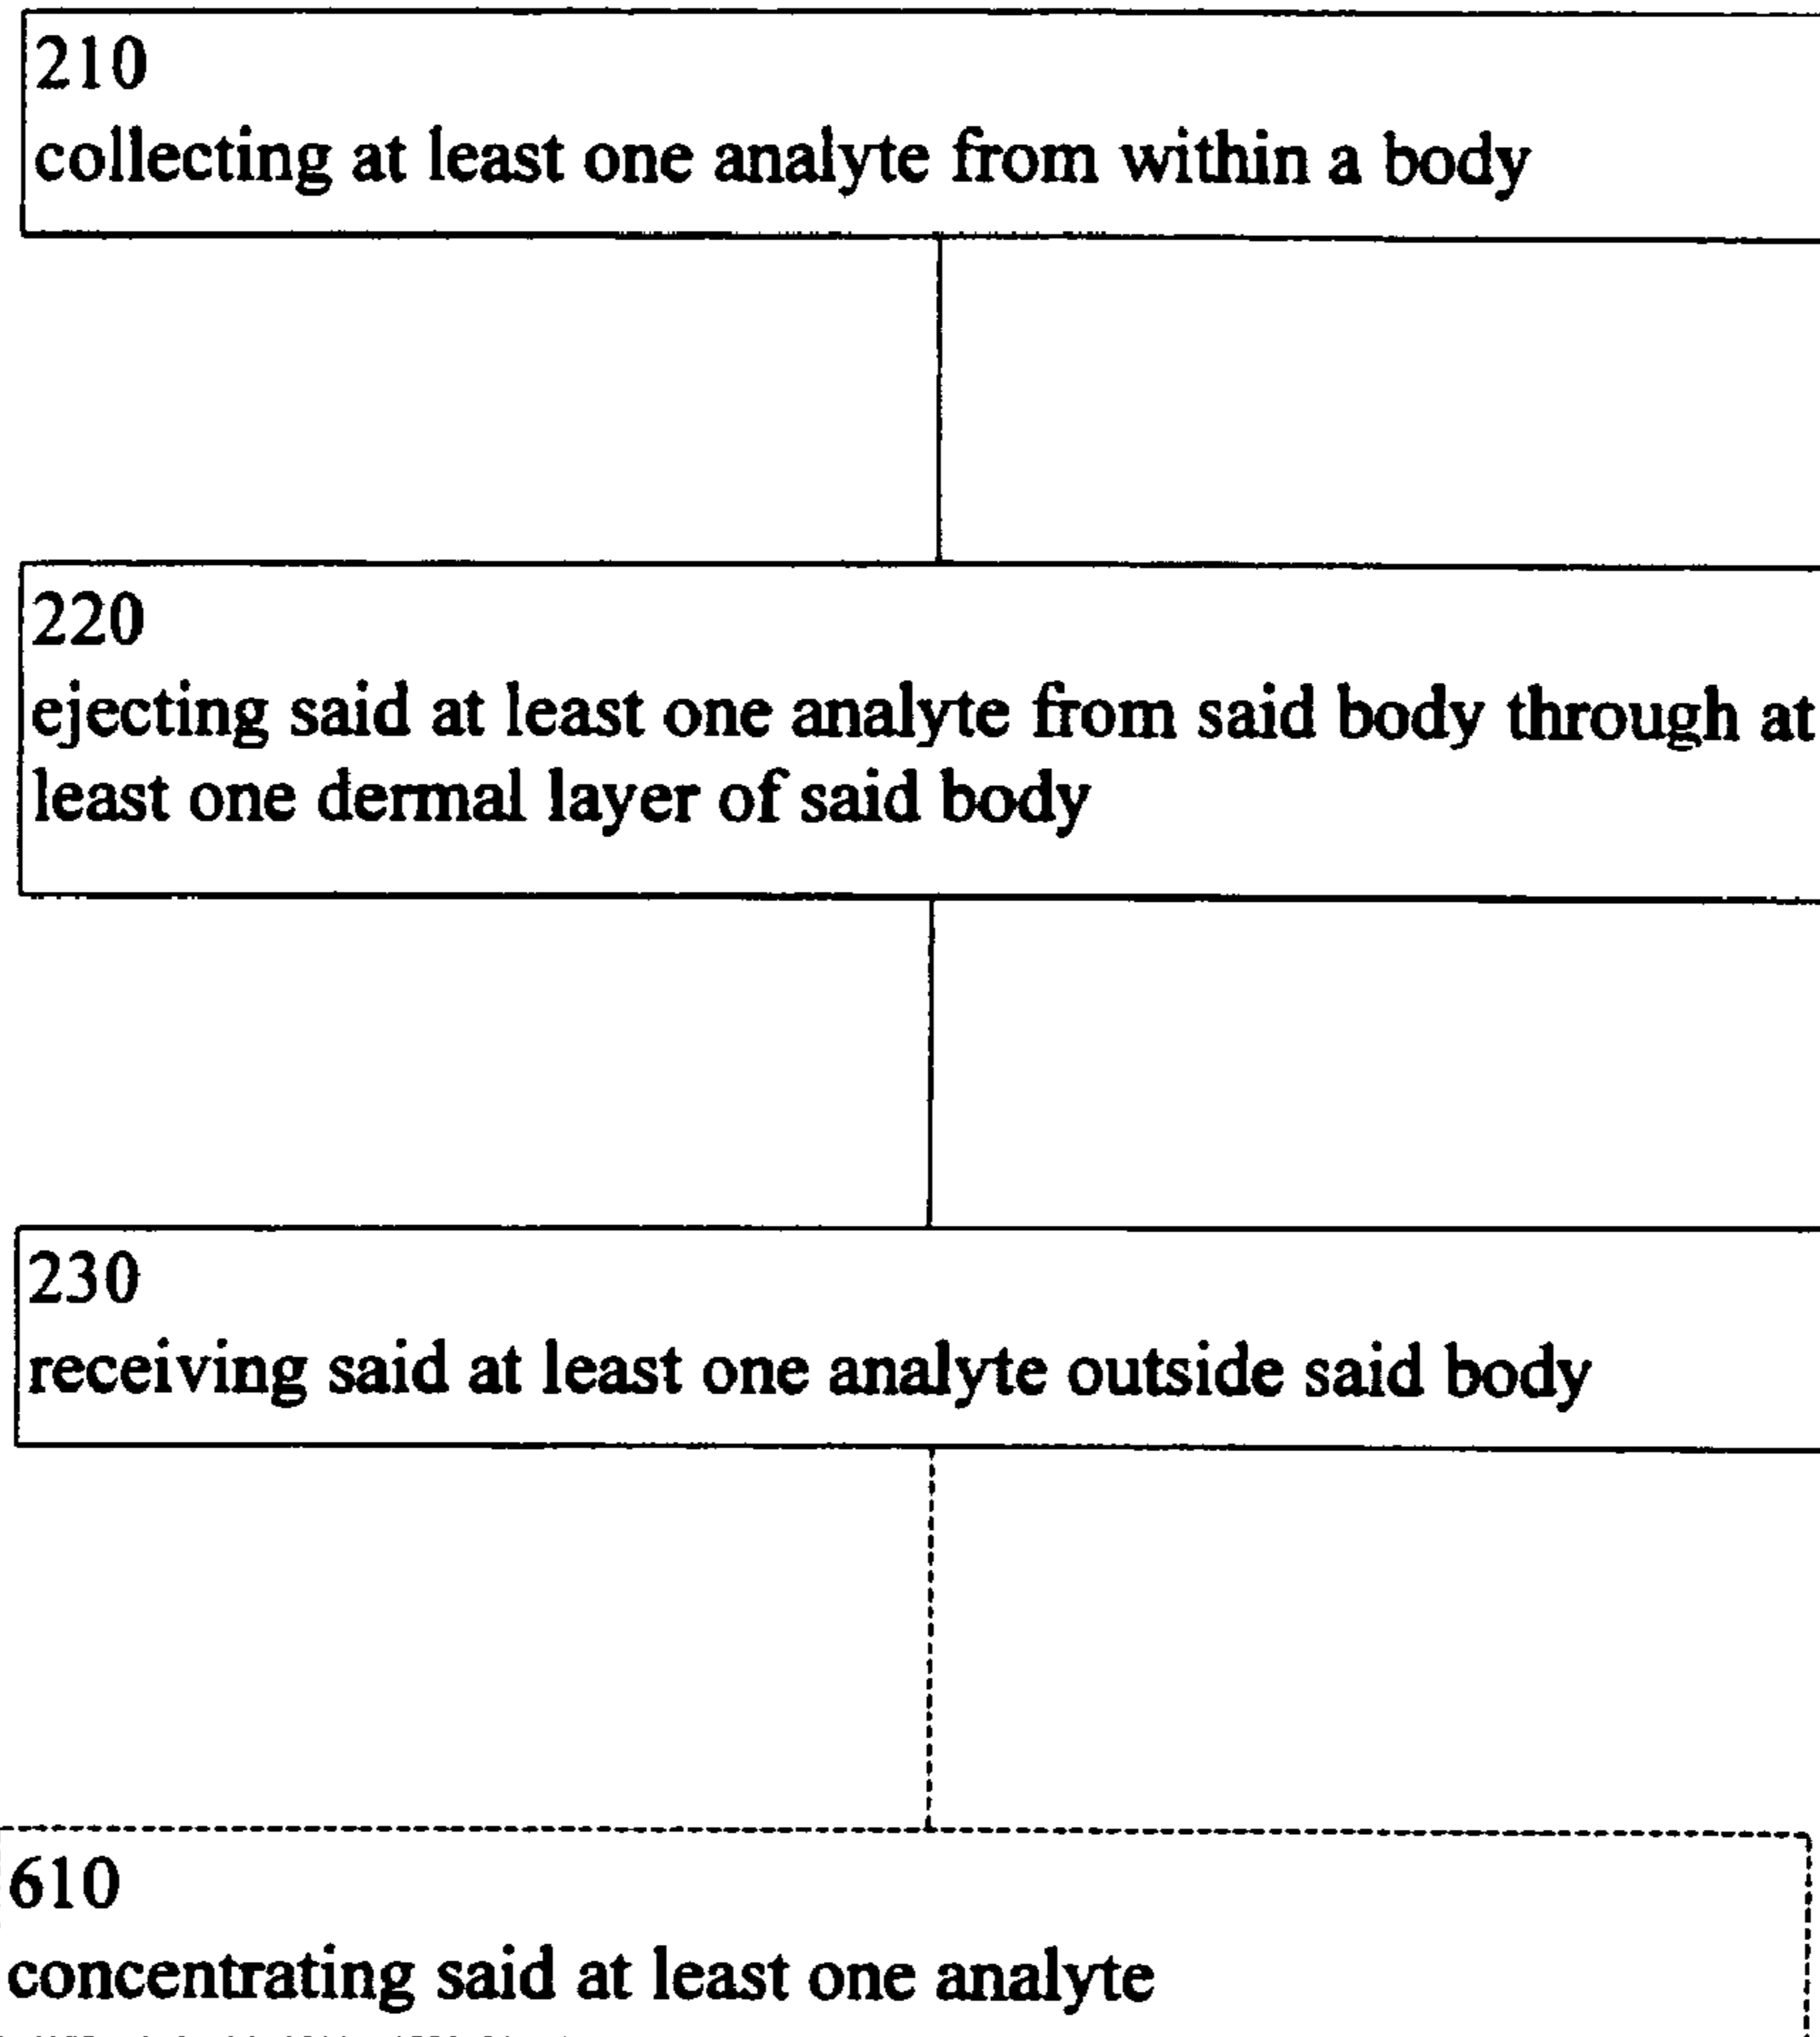 210
collecting at least one analyte from within a body
220
ejecting said at least one analyte from said body through at
least one dermal layer of said body
230
receiving said at least one analyte outside said body
610
concentrating said at least one analyte